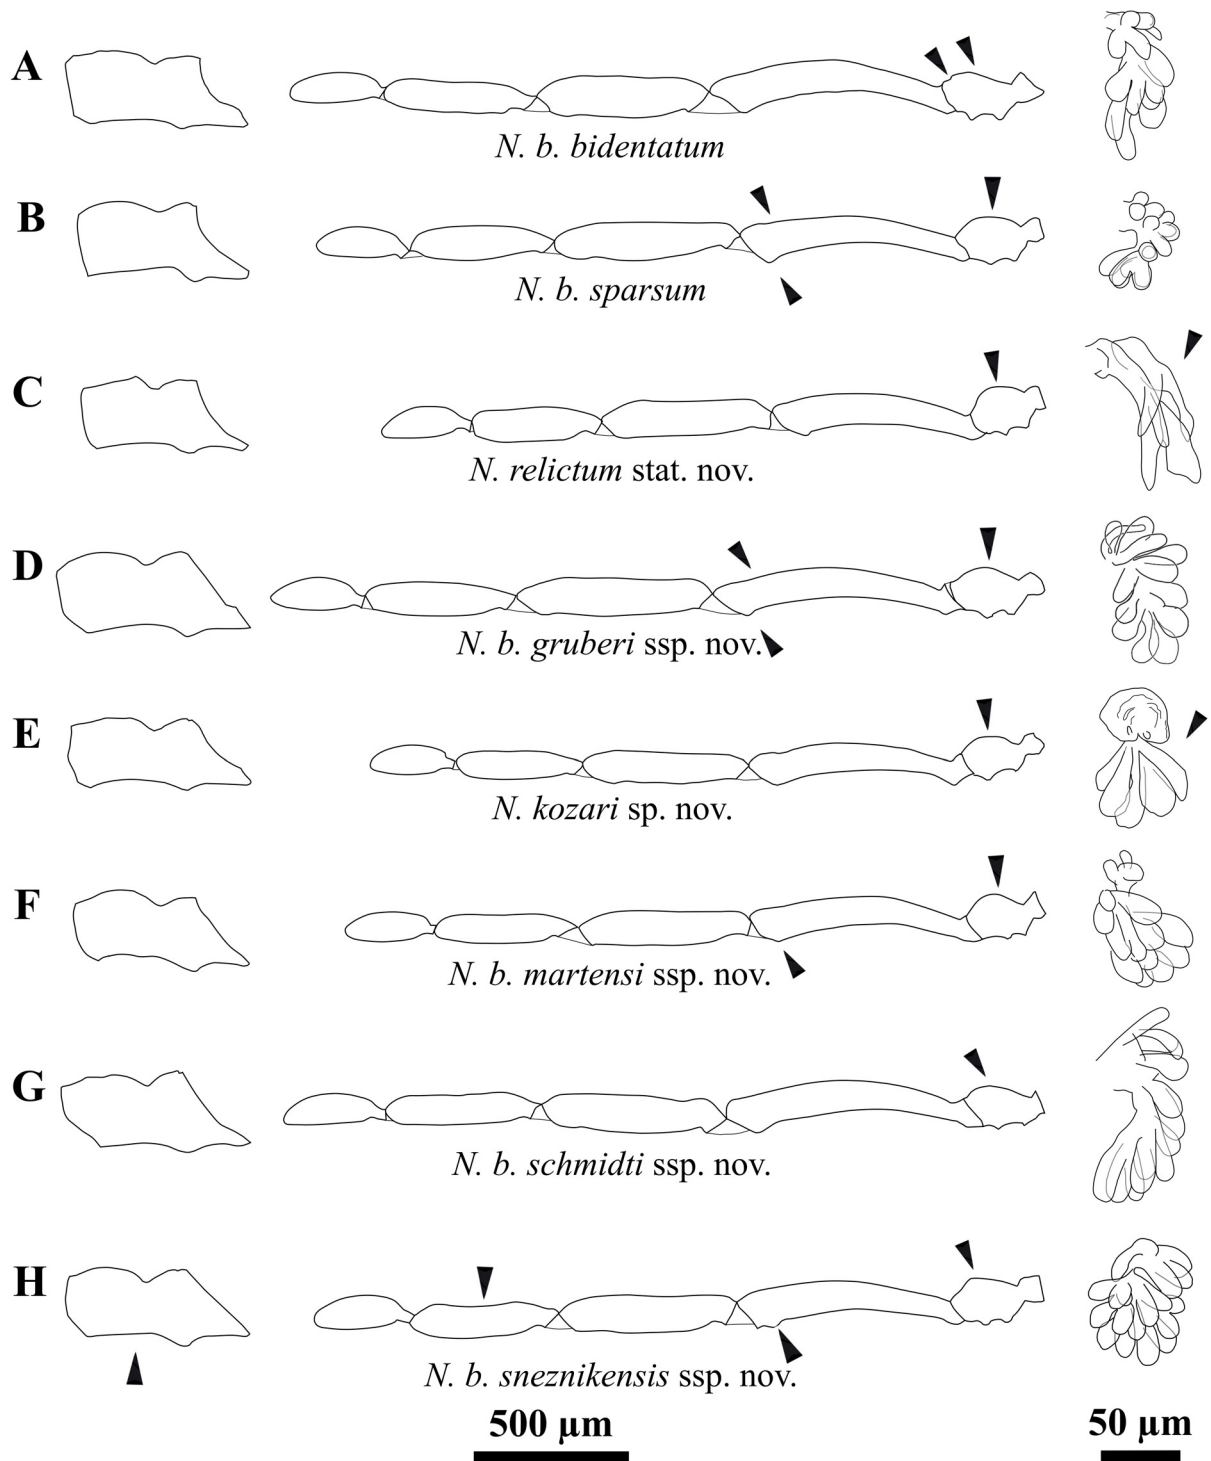 A
N. b. bidentatum
B
N. b. sparsum
C
N. relictum stat. nov.
D
N. b. gruberi ssp. nov.
E
N. kozari sp. nov.
F
N. b. martensi ssp. nov.
G
N. b. schmidti ssp. nov.
H
N. b. sneznikensis ssp. nov.
500 µm
50 µm